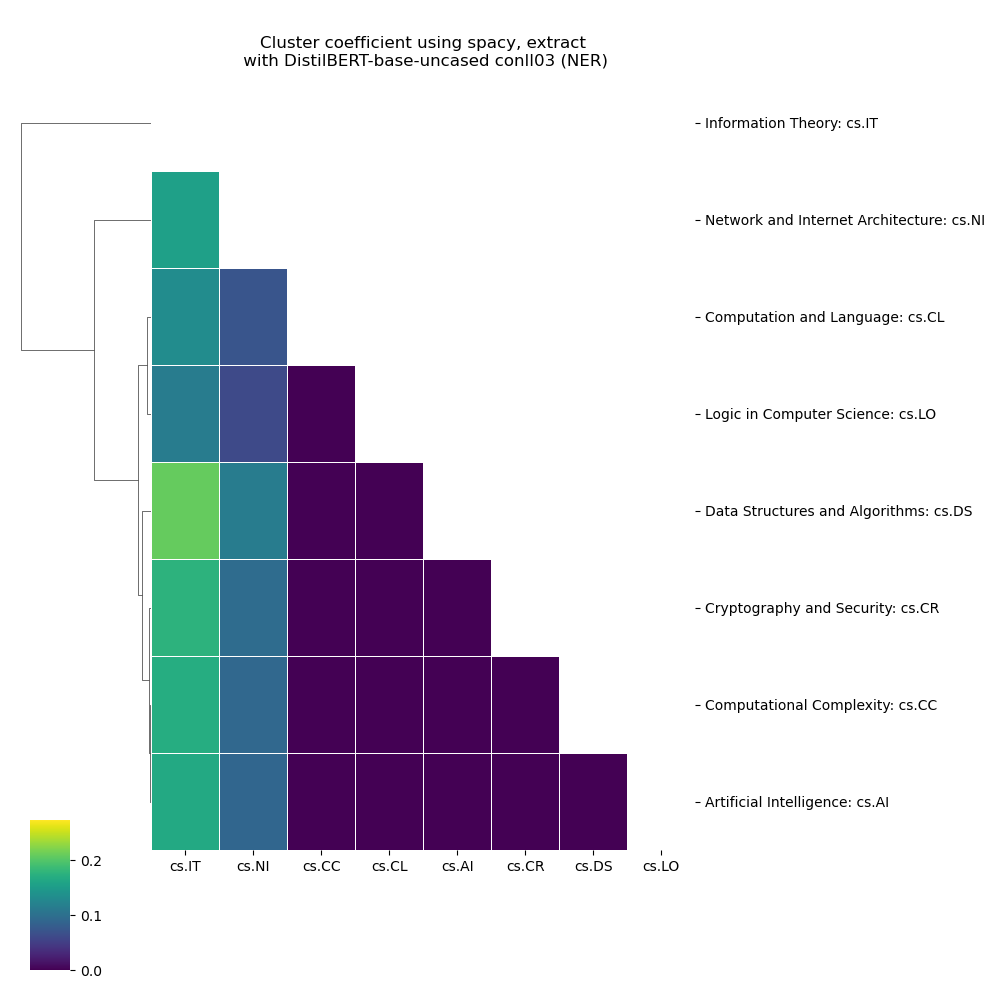 Cluster coefficient using spacy, extract
with DistilBERT-base-uncased conll03 (NER)
Information Theory: cs.IT
Network and Internet Architecture: cs.NI
Computation and Language: cs.CL
Logic in Computer Science: cs.LO
Data Structures and Algorithms: cs.DS
Cryptography and Security: cs.CR
Computational Complexity: cs.CC
Artificial Intelligence: cs.AI
cs.IT cs.NI cs.CC cs.CL cs.AI cs.CR cs.DS cs.LO
0.2
0.1
0.0